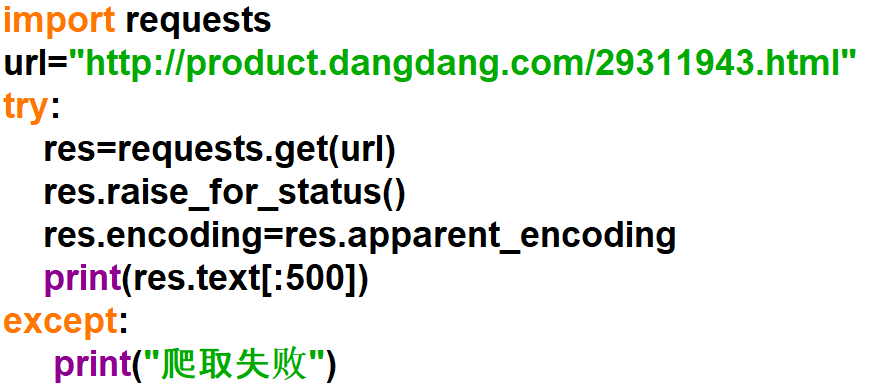 import requests
url="http://product.dangdang.com/29311943.html"
try:
    res=requests.get(url)
    res.raise_for_status()
    res.encoding=res.apparent_encoding
    print(res.text[:500])
except:
     print("爬取失败")